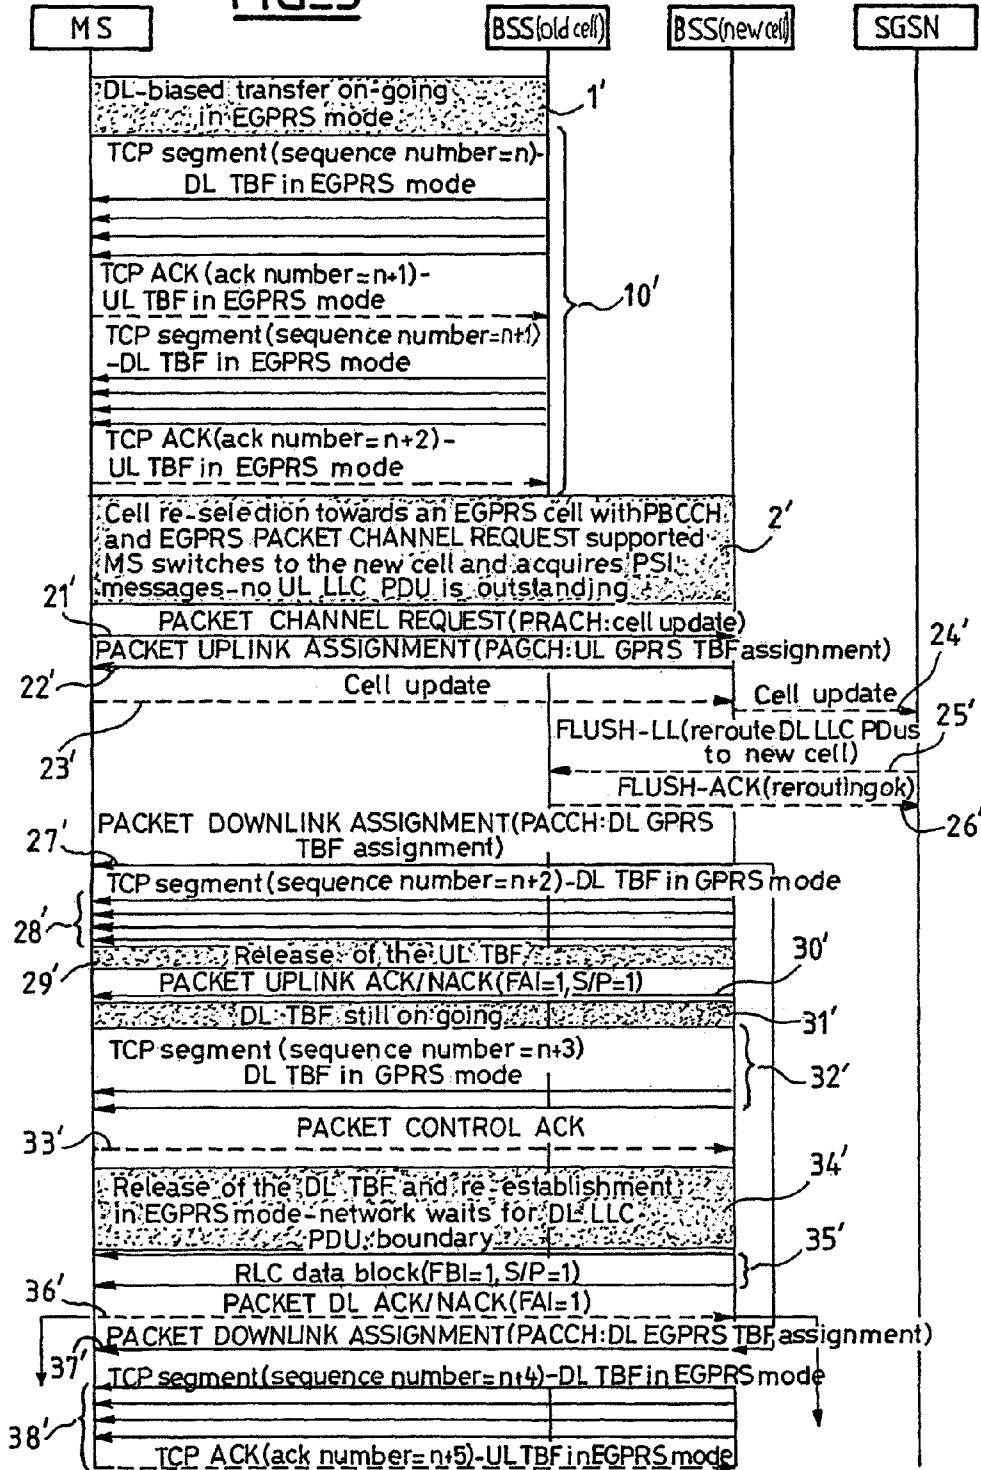 MS
BSS(old cell)
BSS(new cell)
SGSN
DL-biased transfer on-going
in EGPRS mode
1'
TCP segment(sequence number=n)-
DL TBF in EGPRS mode
TCP ACK(ack number=n+1)-
UL TBF in EGPRS mode
10'
TCP segment(sequence number=n+1)
-DL TBF in EGPRS mode
TCP ACK(ack number=n+2)-
UL TBF in EGPRS mode
Cell re-selection towards an EGPRS cell with PBCCH
and EGPRS PACKET CHANNEL REQUEST supported
MS switches to the new cell and acquires PSI
messages-no UL LLC PDU is outstanding
2'
21'
PACKET CHANNEL REQUEST(PRACH:cell update)
PACKET UPLINK ASSIGNMENT(PAGCH:UL GPRS TBF assignment)
22'
24'
Cell update
Cell update
23'
25'
FLUSH-LL(reroute DL LLC PDus
to new cell)
FLUSH-ACK(reroutingok)
26'
27'
PACKET DOWNLINK ASSIGNMENT(PACCH:DL GPRS
TBF assignment)
TCP segment(sequence number=n+2)-DL TBF in GPRS mode
28'
Release of the UL TBF
29'
30'
PACKET UPLINK ACK/NACK(FAI=1,S/P=1)
DL TBF still on going
31'
TCP segment (sequence number=n+3)
DL TBF in GPRS mode
32'
PACKET CONTROL ACK
33'
Release of the DL TBF and re-establishment
in EGPRS mode-network waits for DL LLC
PDU boundary
34'
35'
RLC data block(FBI=1,S/P=1)
36'
PACKET DL ACK/NACK(FAI=1)
PACKET DOWNLINK ASSIGNMENT(PACCH:DL EGPRS TBF assignment)
37'
TCP segment(sequence number=n+4)-DL TBF in EGPRS mode
38'
TCP ACK(ack number=n+5)-UL TBF in EGPRS mode